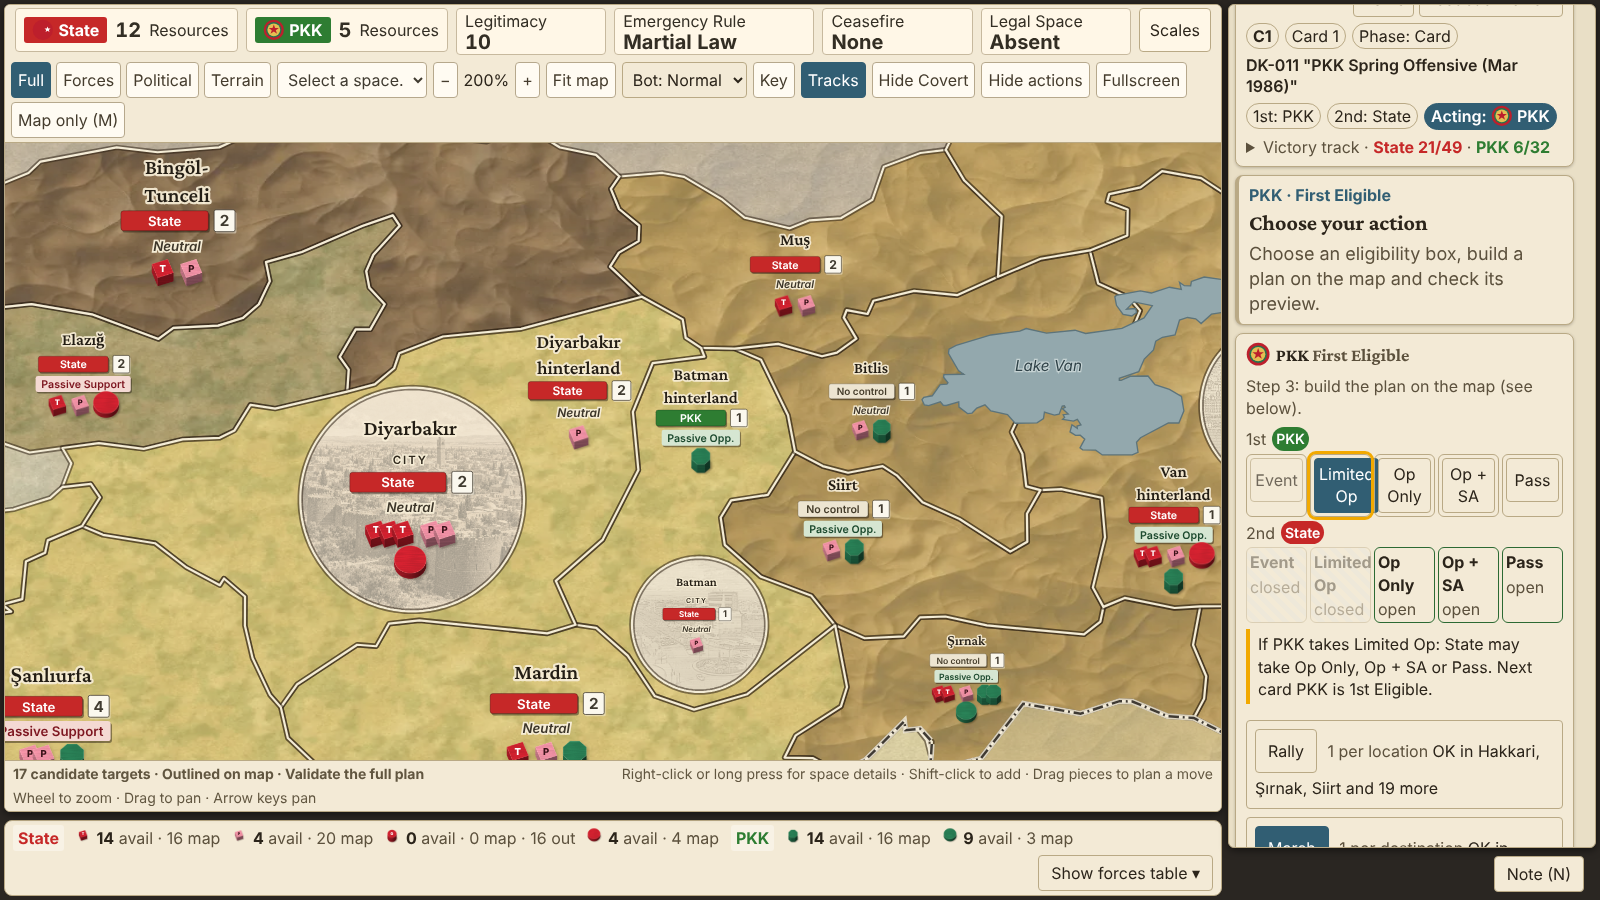 State 12 Resources
PKK 5 Resources
Legitimacy
10
Emergency Rule
Martial Law
Ceasefire
None
Legal Space
Absent
Scales
Full Forces Political Terrain Select a space. − 200% + Fit map Bot: Normal Key Tracks Hide Covert Hide actions Fullscreen
Map only (M)
Bingöl-
Tunceli
State 2
Neutral
T P
Muş
State 2
Neutral
T P
Elazığ
State 2
Passive Support
T P
Diyarbakır
hinterland
State 2
Neutral
P
Batman
hinterland
PKK 1
Passive Opp.
Bitlis
No control 1
Neutral
P
Lake Van
Diyarbakır
CITY
State 2
Neutral
T T T P P
Siirt
No control 1
Passive Opp.
P
Van
hinterland
State 1
Passive Opp.
T T P
Batman
CITY
State 1
Neutral
P
Şırnak
No control 1
Passive Opp.
T T P
Şanlıurfa
State 4
Passive Support
P P
Mardin
State 2
Neutral
T P
17 candidate targets · Outlined on map · Validate the full plan
Right-click or long press for space details · Shift-click to add · Drag pieces to plan a move
Wheel to zoom · Drag to pan · Arrow keys pan
State 14 avail · 16 map 4 avail · 20 map 0 avail · 0 map · 16 out 4 avail · 4 map PKK 14 avail · 16 map 9 avail · 3 map
Show forces table ▾
C1 Card 1 Phase: Card
DK-011 "PKK Spring Offensive (Mar
1986)"
1st: PKK 2nd: State Acting: PKK
▶ Victory track · State 21/49 · PKK 6/32
PKK · First Eligible
Choose your action
Choose an eligibility box, build a
plan on the map and check its
preview.
PKK First Eligible
Step 3: build the plan on the map (see
below).
1st PKK
Event
Limited
Op
Op
Only
Op +
SA
Pass
2nd State
Event
closed
Limited
Op
closed
Op
Only
open
Op +
SA
open
Pass
open
If PKK takes Limited Op: State may
take Op Only, Op + SA or Pass. Next
card PKK is 1st Eligible.
Rally 1 per location OK in Hakkari,
Şırnak, Siirt and 19 more
March 1 per destination OK in
Note (N)